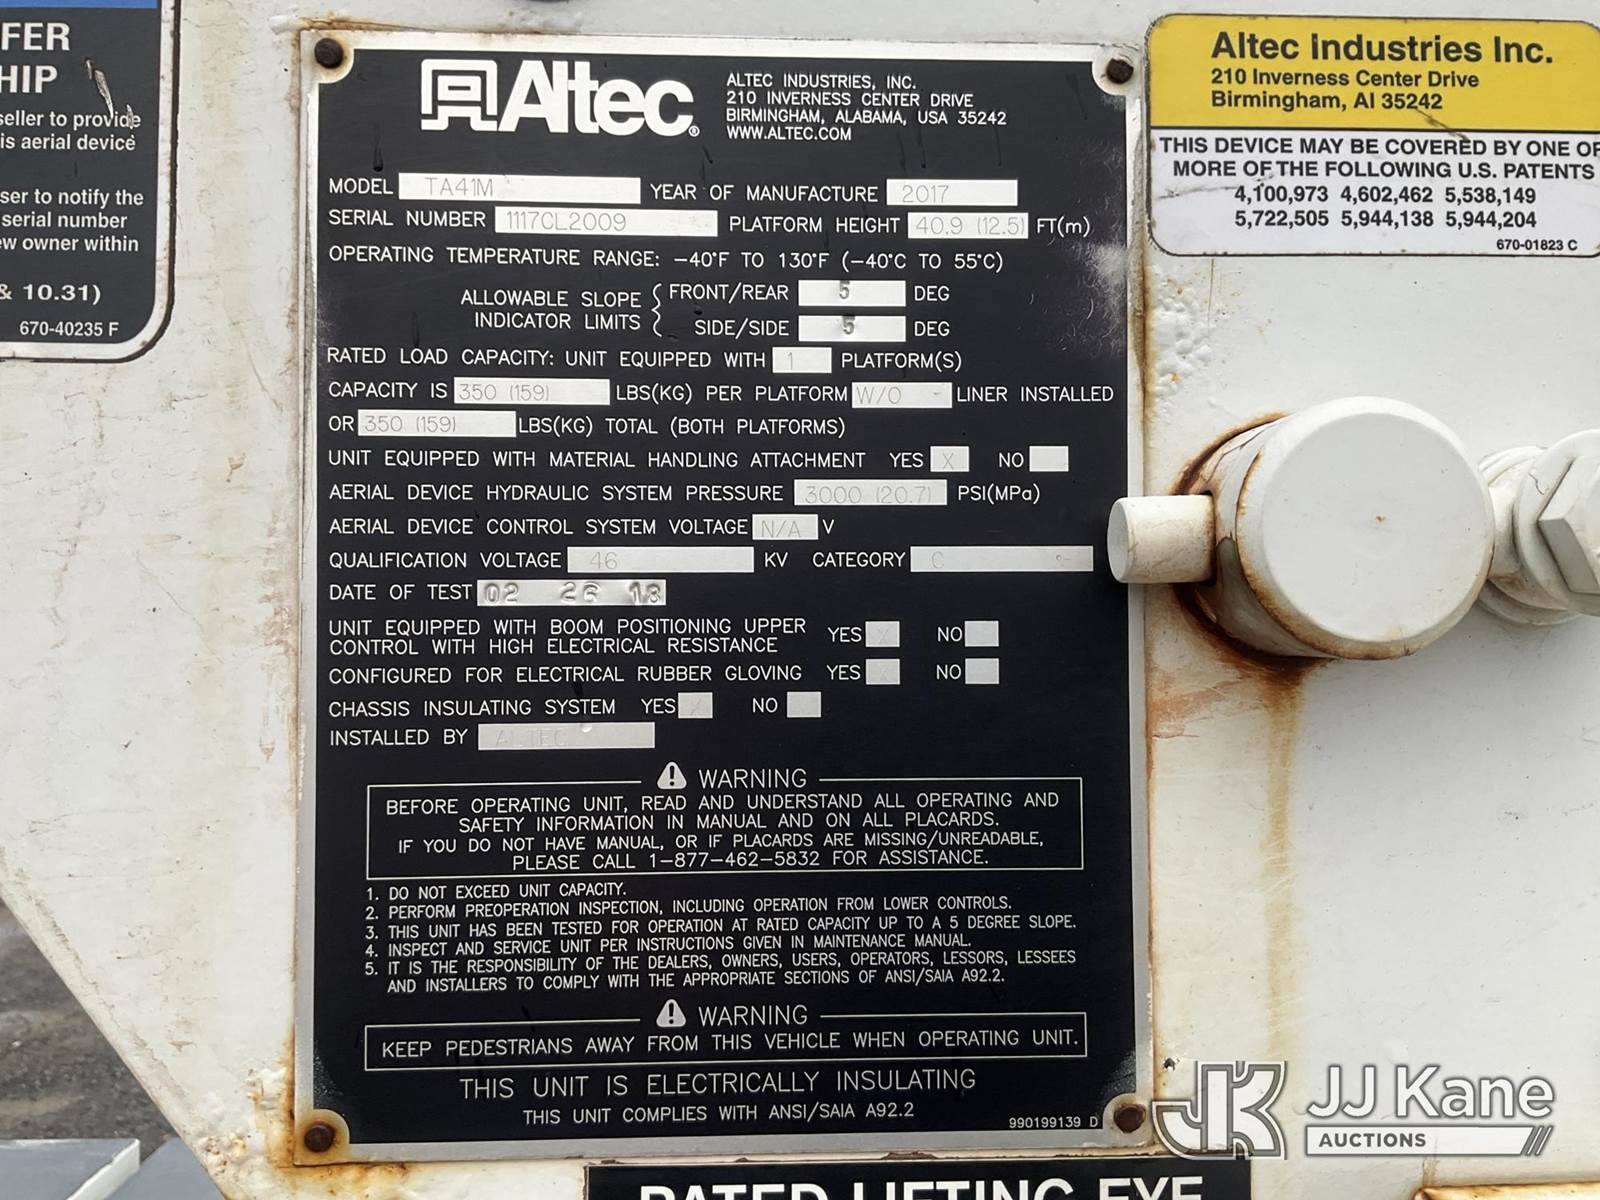 FER
HIP
seller to provide
is aerial device
ser to notify the
serial number
ew owner within
& 10.31)
670-40235 F
Altec®
ALTEC INDUSTRIES, INC.
210 INVERNESS CENTER DRIVE
BIRMINGHAM, ALABAMA, USA 35242
WWW.ALTEC.COM
MODEL TA41M YEAR OF MANUFACTURE 2017
SERIAL NUMBER 1117CL2009 PLATFORM HEIGHT 40.9 (12.5) FT(m)
OPERATING TEMPERATURE RANGE: -40°F TO 130°F (-40°C TO 55°C)
ALLOWABLE SLOPE INDICATOR LIMITS { FRONT/REAR 5 DEG
SIDE/SIDE 5 DEG
RATED LOAD CAPACITY: UNIT EQUIPPED WITH 1 PLATFORM(S)
CAPACITY IS 350 (159) LBS(KG) PER PLATFORM W/O LINER INSTALLED
OR 350 (159) LBS(KG) TOTAL (BOTH PLATFORMS)
UNIT EQUIPPED WITH MATERIAL HANDLING ATTACHMENT YES X NO
AERIAL DEVICE HYDRAULIC SYSTEM PRESSURE 3000 (20.7) PSI(MPa)
AERIAL DEVICE CONTROL SYSTEM VOLTAGE N/A V
QUALIFICATION VOLTAGE 46 KV CATEGORY C
DATE OF TEST 02 26 18
UNIT EQUIPPED WITH BOOM POSITIONING UPPER
CONTROL WITH HIGH ELECTRICAL RESISTANCE YES X NO
CONFIGURED FOR ELECTRICAL RUBBER GLOVING YES X NO
CHASSIS INSULATING SYSTEM YES X NO
INSTALLED BY ALTEC
WARNING
BEFORE OPERATING UNIT, READ AND UNDERSTAND ALL OPERATING AND
SAFETY INFORMATION IN MANUAL AND ON ALL PLACARDS.
IF YOU DO NOT HAVE MANUAL, OR IF PLACARDS ARE MISSING/UNREADABLE,
PLEASE CALL 1-877-462-5832 FOR ASSISTANCE.
1. DO NOT EXCEED UNIT CAPACITY.
2. PERFORM PREOPERATION INSPECTION, INCLUDING OPERATION FROM LOWER CONTROLS.
3. THIS UNIT HAS BEEN TESTED FOR OPERATION AT RATED CAPACITY UP TO A 5 DEGREE SLOPE.
4. INSPECT AND SERVICE UNIT PER INSTRUCTIONS GIVEN IN MAINTENANCE MANUAL.
5. IT IS THE RESPONSIBILITY OF THE DEALERS, OWNERS, USERS, OPERATORS, LESSORS, LESSEES
AND INSTALLERS TO COMPLY WITH THE APPROPRIATE SECTIONS OF ANSI/SAIA A92.2.
WARNING
KEEP PEDESTRIANS AWAY FROM THIS VEHICLE WHEN OPERATING UNIT.
THIS UNIT IS ELECTRICALLY INSULATING
THIS UNIT COMPLIES WITH ANSI/SAIA A92.2
990199139 D
Altec Industries Inc.
210 Inverness Center Drive
Birmingham, Al 35242
THIS DEVICE MAY BE COVERED BY ONE OR
MORE OF THE FOLLOWING U.S. PATENTS
4,100,973 4,602,462 5,538,149
5,722,505 5,944,138 5,944,204
670-01823 C
RATED LIFTING EYE
JK JJ Kane
AUCTIONS